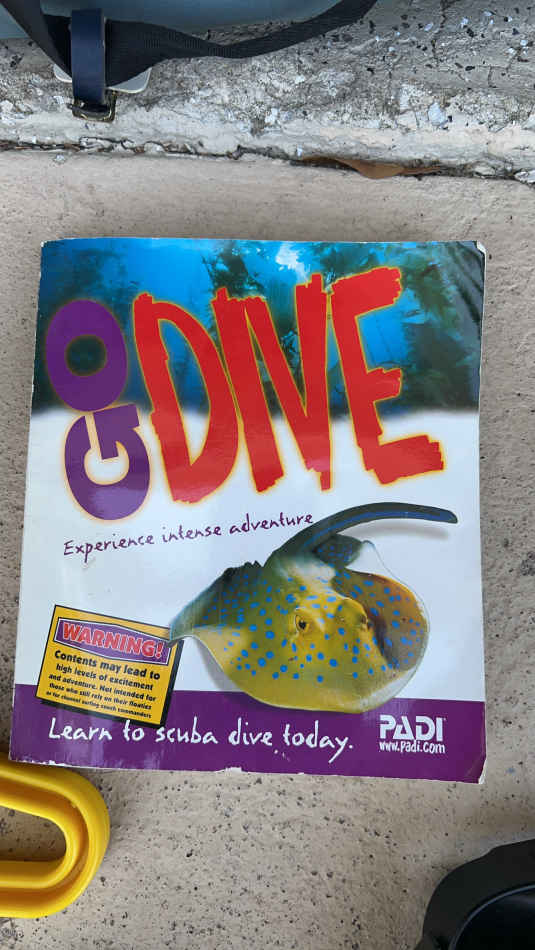 GO DIVE
Experience intense adventure
WARNING!
Contents may lead to
high levels of excitement
and adventure. Not intended for
those who still rely on their floaties
or for channel surfing couch commanders
Learn to scuba dive today.
PADI
www.padi.com